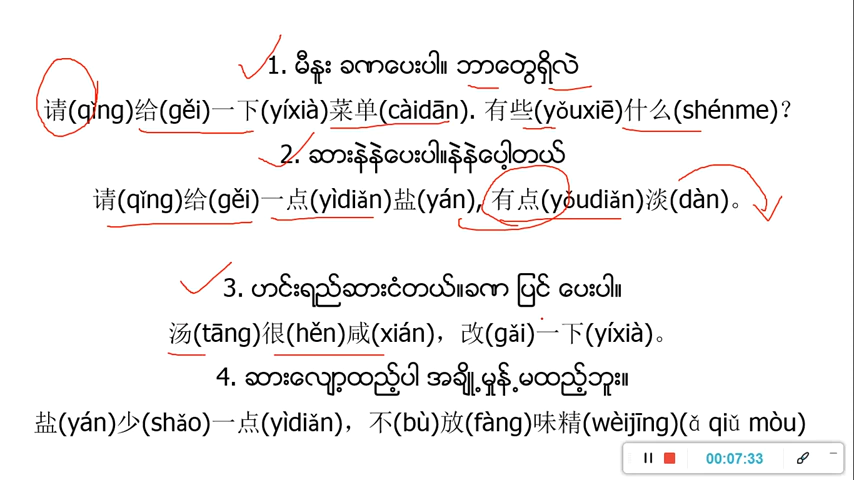 1. မီနူး ခဏပေးပါ။ ဘာတွေရှိလဲ
请(qǐng)给(gěi)一下(yíxià)菜单(càidān). 有些(yǒuxiē)什么(shénme)?
2. ဆားနဲနဲပေးပါ။နဲနဲပေါ့တယ်
请(qǐng)给(gěi)一点(yìdiǎn)盐(yán), 有点(yǒudiǎn)淡(dàn)。
3. ဟင်းရည်ဆားငံတယ်။ခဏ ပြင် ပေးပါ။
汤(tāng)很(hěn)咸(xián)，改(gǎi)一下(yíxià)。
4. ဆားလျော့ထည့်ပါ အချို့မှုန့်မထည့်ဘူး။
盐(yán)少(shǎo)一点(yìdiǎn)，不(bù)放(fàng)味精(wèijīng)(ǎ qiǔ mòu)
00:07:33